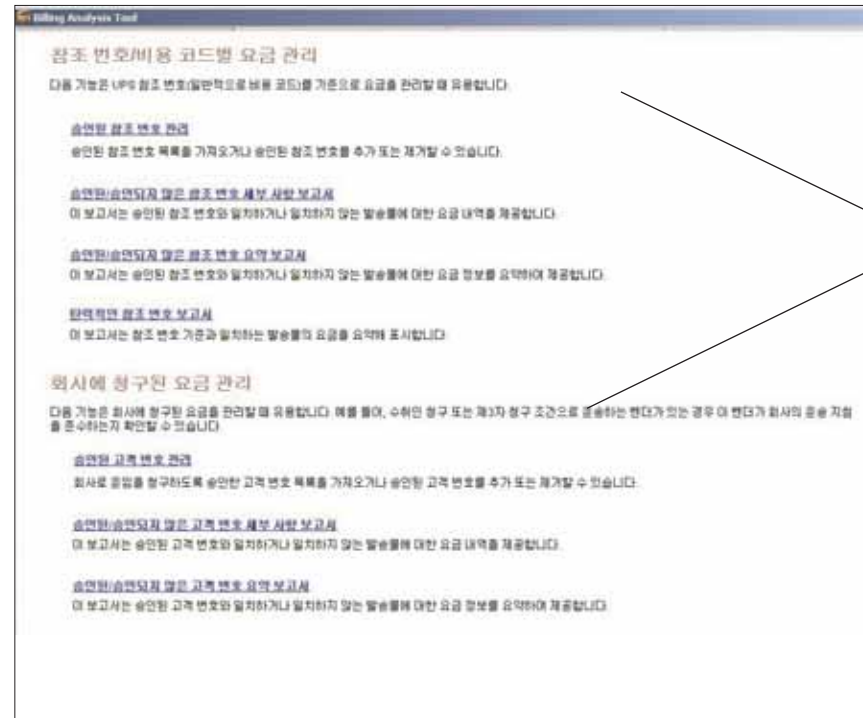 Billing Analysis Tool
참조 번호/비용 코드별 요금 관리
다음 기능은 UPS 참조 번호(일반적으로 비용 코드)를 기준으로 요금을 관리할 때 유용합니다.
승인된 참조 번호 관리
승인된 참조 번호 목록을 가져오거나 승인된 참조 번호를 추가 또는 제거할 수 있습니다.
승인된/승인되지 않은 참조 번호 세부 사항 보고서
이 보고서는 승인된 참조 번호와 일치하거나 일치하지 않는 발송물에 대한 요금 내역을 제공합니다.
승인된/승인되지 않은 참조 번호 요약 보고서
이 보고서는 승인된 참조 번호와 일치하거나 일치하지 않는 발송물에 대한 요금 정보를 요약하여 제공합니다.
탄력적인 참조 번호 보고서
이 보고서는 참조 번호 기준과 일치하는 발송물의 요금을 요약해 표시합니다.
회사에 청구된 요금 관리
다음 기능은 회사에 청구된 요금을 관리할 때 유용합니다. 예를 들어, 수취인 청구 또는 제3자 청구 조건으로 운송하는 벤더가 있는 경우 이 벤더가 회사의 운송 지침
을 준수하는지 확인할 수 있습니다.
승인된 고객 번호 관리
회사로 운임을 청구하도록 승인한 고객 번호 목록을 가져오거나 승인된 고객 번호를 추가 또는 제거할 수 있습니다.
승인된/승인되지 않은 고객 번호 세부 사항 보고서
이 보고서는 승인된 고객 번호와 일치하거나 일치하지 않는 발송물에 대한 요금 내역을 제공합니다.
승인된/승인되지 않은 고객 번호 요약 보고서
이 보고서는 승인된 고객 번호와 일치하거나 일치하지 않는 발송물에 대한 요금 정보를 요약하여 제공합니다.